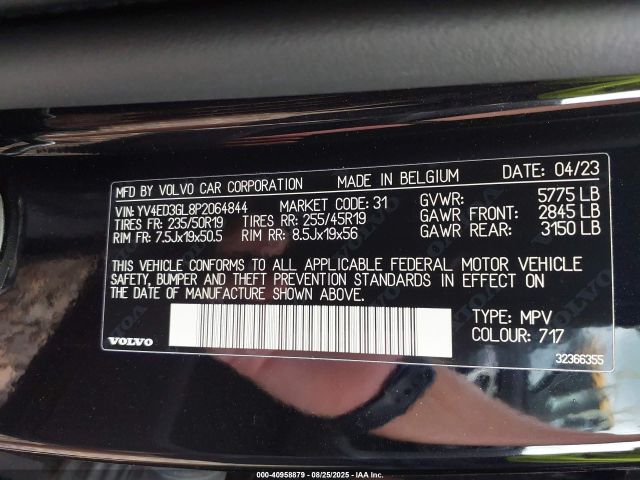 MFD BY VOLVO CAR CORPORATION MADE IN BELGIUM DATE: 04/23
VIN: YV4ED3GL8P2064844 MARKET CODE: 31 GVWR: 5775 LB
TIRES FR: 235/50R19 TIRES RR: 255/45R19 GAWR FRONT: 2845 LB
RIM FR: 7.5Jx19x50.5 RIM RR: 8.5Jx19x56 GAWR REAR: 3150 LB
THIS VEHICLE CONFORMS TO ALL APPLICABLE FEDERAL MOTOR VEHICLE
SAFETY, BUMPER AND THEFT PREVENTION STANDARDS IN EFFECT ON
THE DATE OF MANUFACTURE SHOWN ABOVE.
TYPE: MPV
COLOUR: 717
VOLVO
32366355
000-40958879 - 08/25/2025 - IAA, Inc.